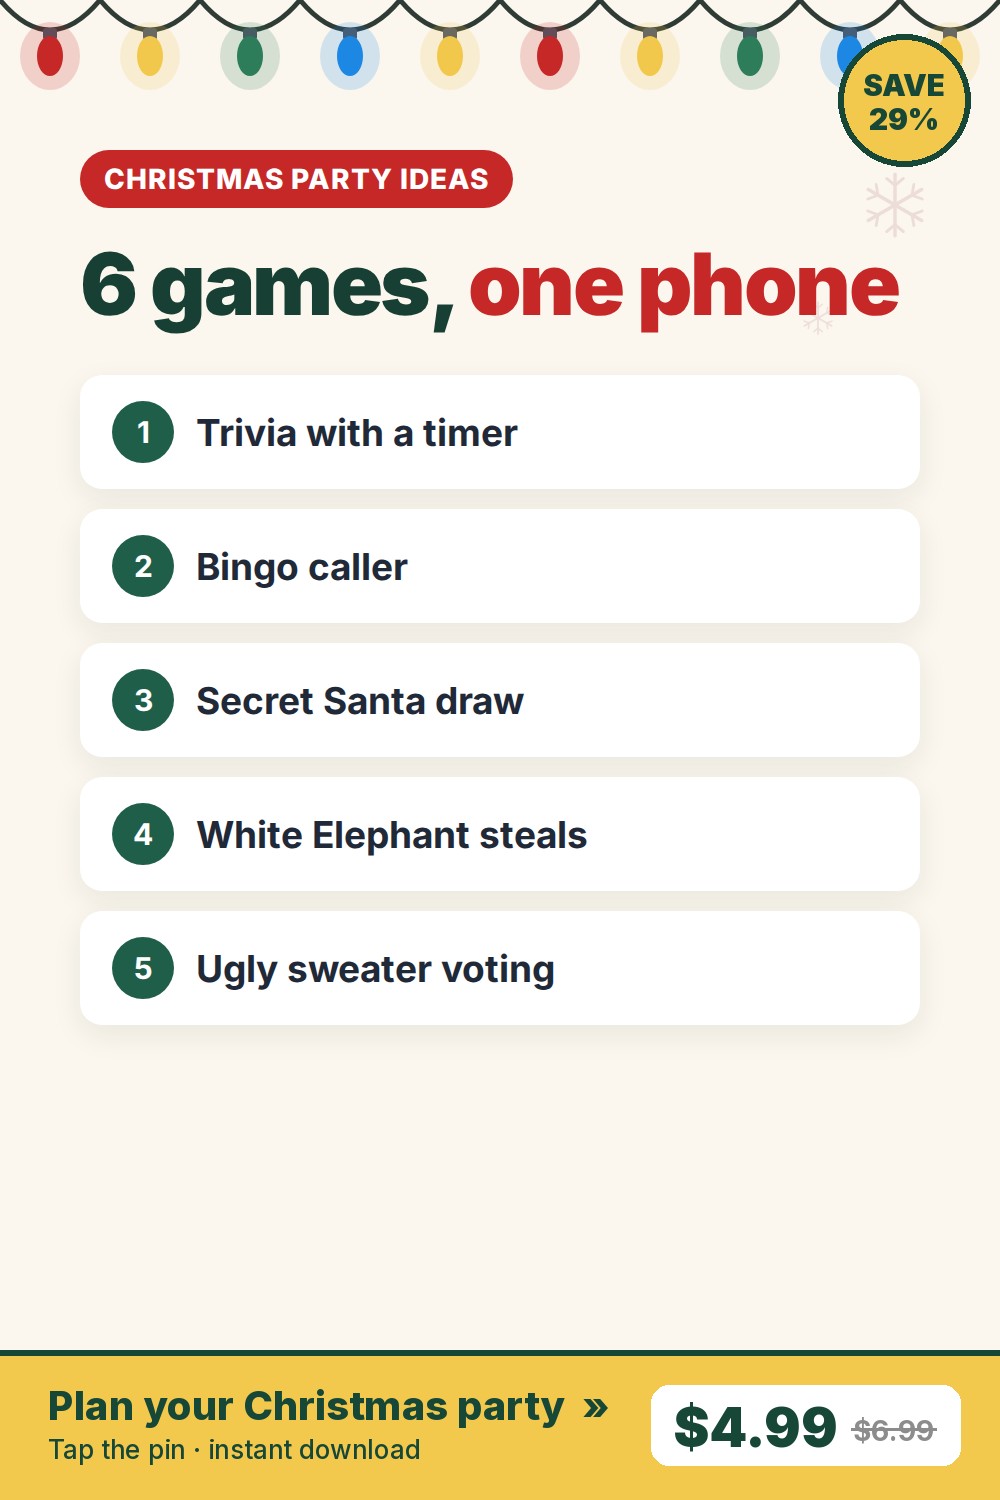 SAVE
29%
CHRISTMAS PARTY IDEAS
6 games, one phone
1 Trivia with a timer
2 Bingo caller
3 Secret Santa draw
4 White Elephant steals
5 Ugly sweater voting
Plan your Christmas party »
Tap the pin · instant download
$4.99 $6.99